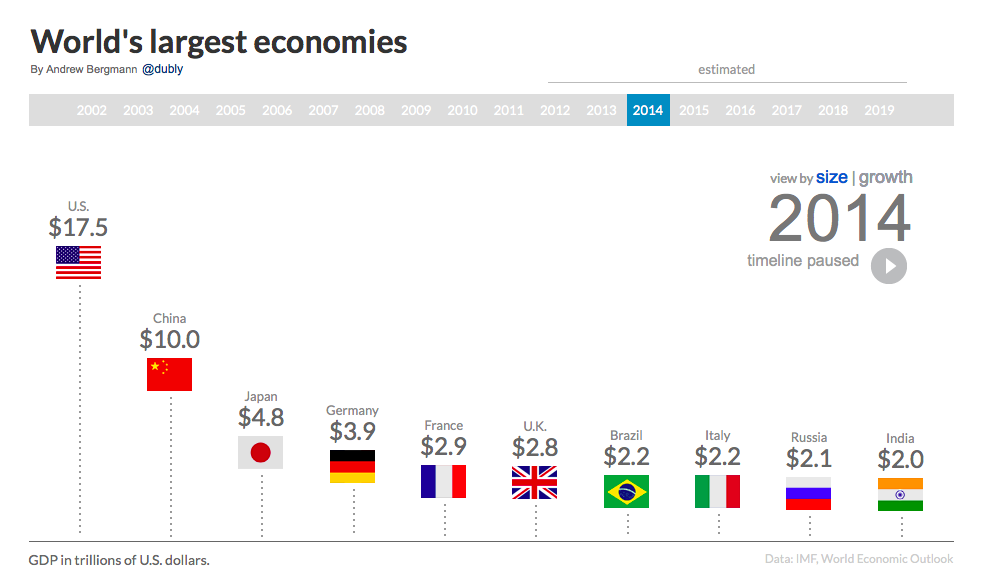 World's largest economies
By Andrew Bergmann @dubly
estimated
2002 2003 2004 2005 2006 2007 2008 2009 2010 2011 2012 2013 2014 2015 2016 2017 2018 2019
view by size | growth
2014
timeline paused
U.S.
$17.5
China
$10.0
Japan
$4.8
Germany
$3.9
France
$2.9
U.K.
$2.8
Brazil
$2.2
Italy
$2.2
Russia
$2.1
India
$2.0
GDP in trillions of U.S. dollars.
Data: IMF, World Economic Outlook